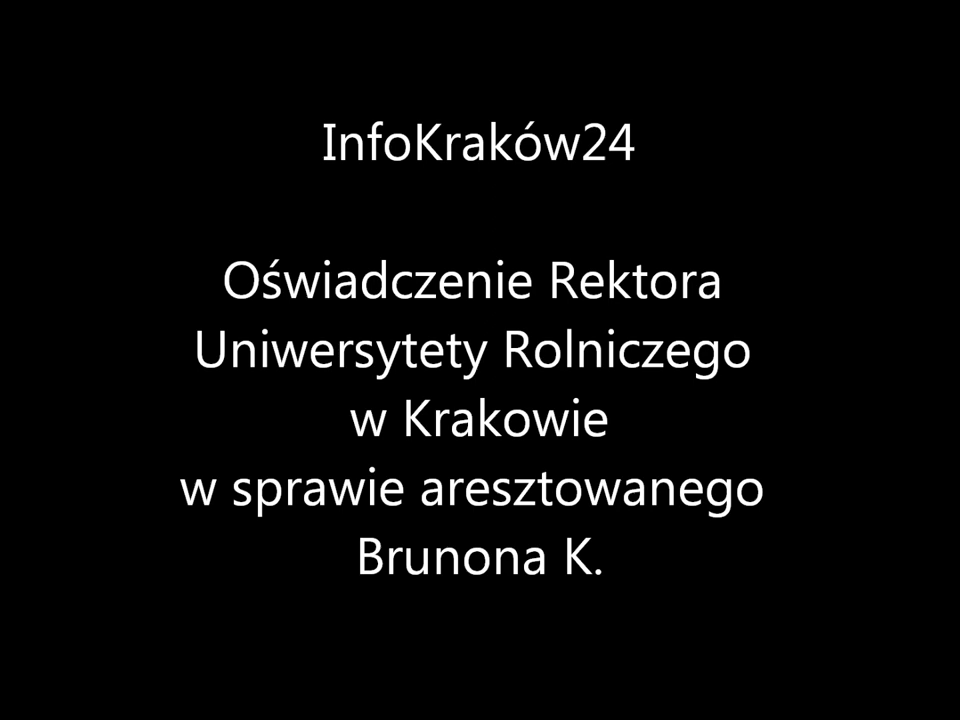 InfoKraków24
Oświadczenie Rektora
Uniwersytety Rolniczego
w Krakowie
w sprawie aresztowanego
Brunona K.